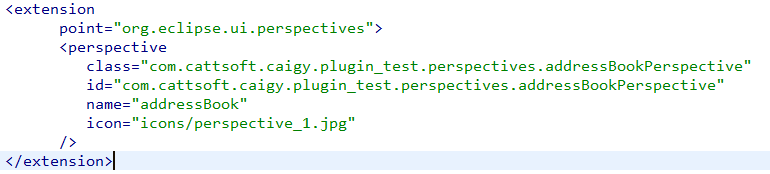 <extension
point="org.eclipse.ui.perspectives">
<perspective
class="com.cattsoft.caigy.plugin_test.perspectives.addressBookPerspective"
id="com.cattsoft.caigy.plugin_test.perspectives.addressBookPerspective"
name="addressBook"
icon="icons/perspective_1.jpg"
/>
</extension>